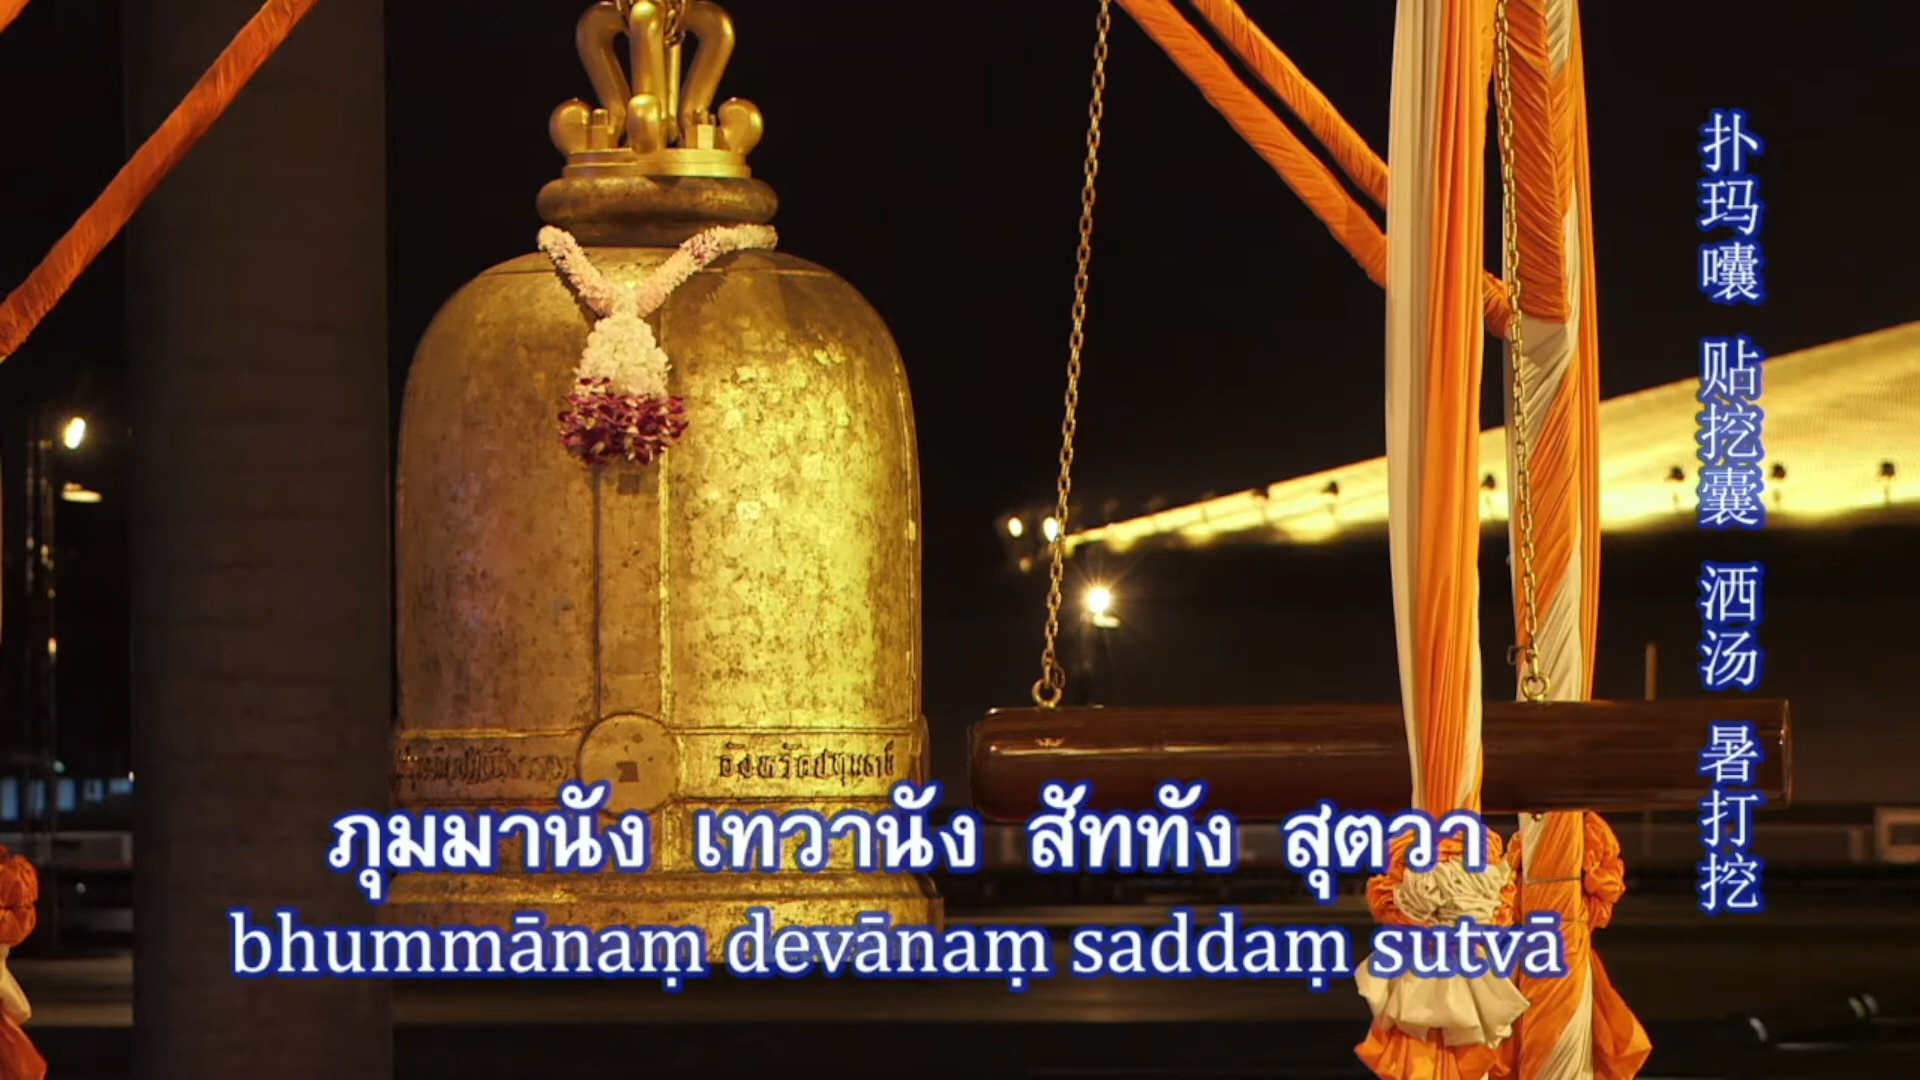 ภุมมานัง เทวานัง สัททัง สุตวา
bhummānaṃ devānaṃ saddaṃ sutvā
扑玛囔 贴挖囊 洒汤 暑打挖